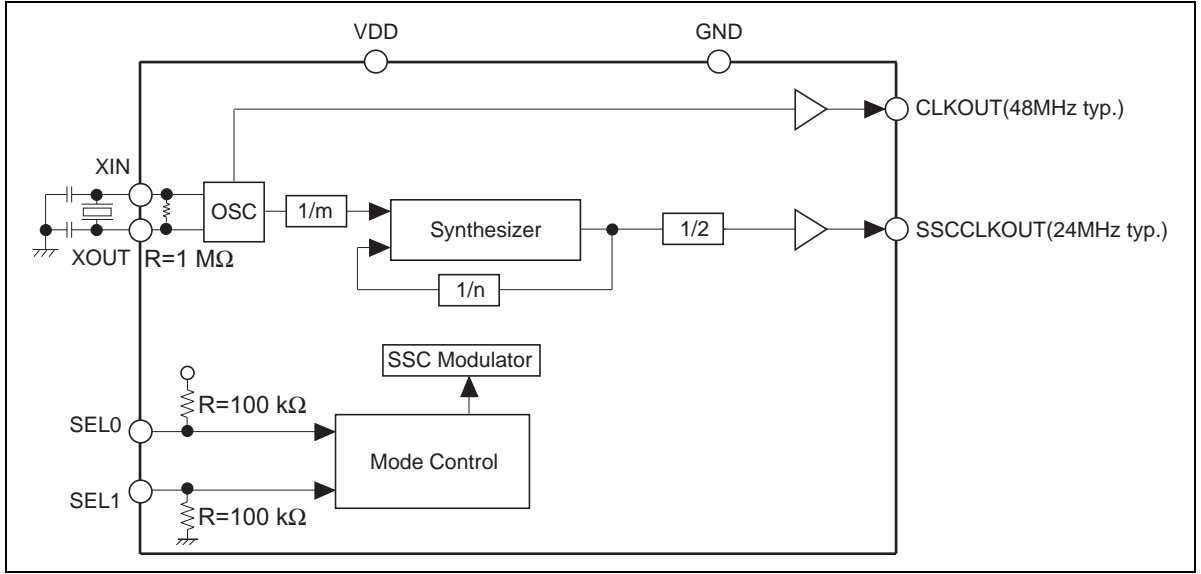 VDD
GND
CLKOUT(48MHz typ.)
XIN
OSC
1/m
Synthesizer
1/2
SSCCLKOUT(24MHz typ.)
XOUT
R=1 MΩ
1/n
SSC Modulator
R=100 kΩ
SEL0
Mode Control
SEL1
R=100 kΩ